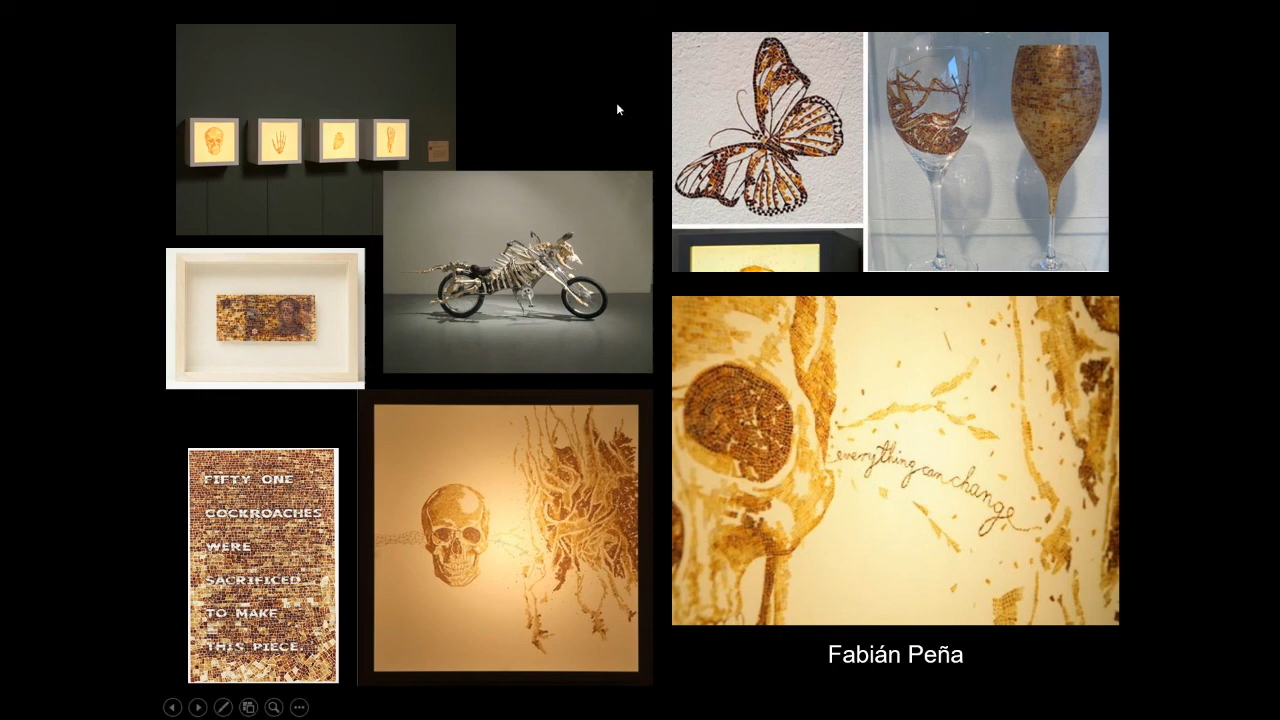 FIFTY ONE
COCKROACHES
WERE
SACRIFICED
TO MAKE
THIS PIECE.
everything can change
Fabián Peña